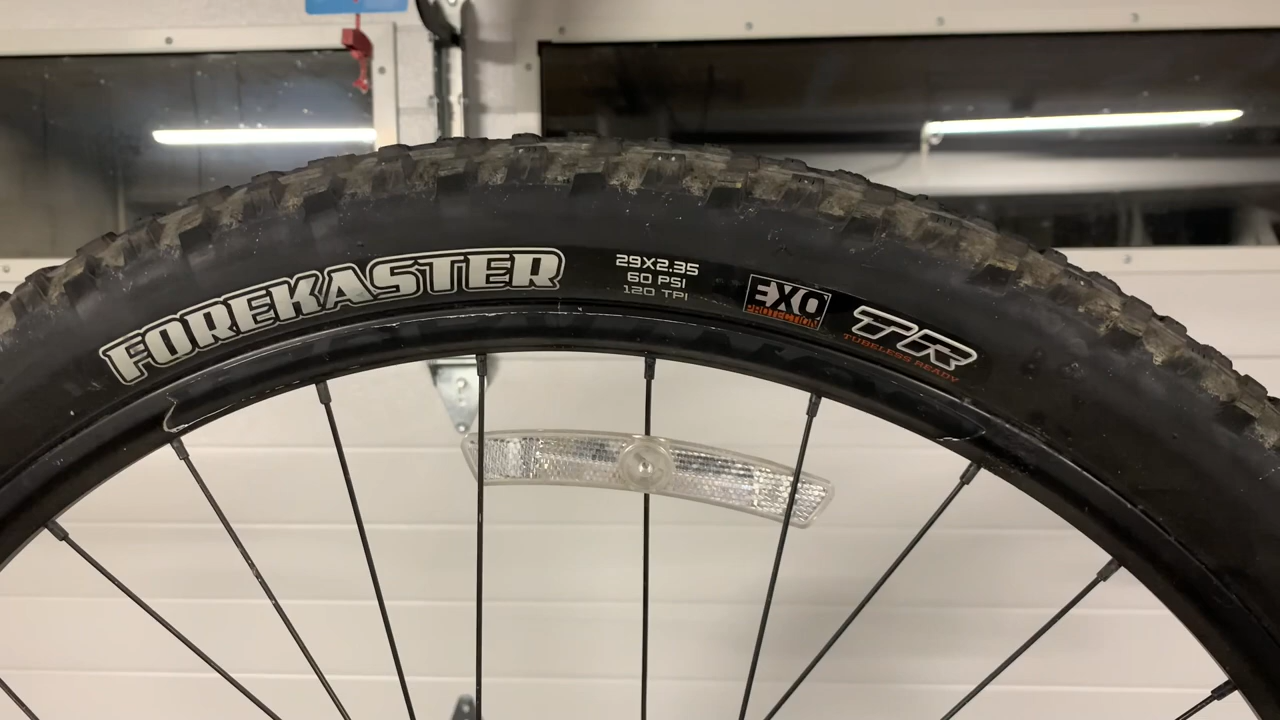 FOREKASTER
29X2.35
60 PSI
120 TPI
EXO
PROTECTION
TR
TUBELESS READY